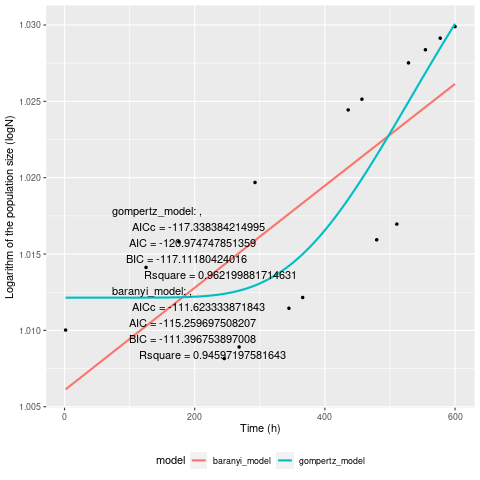 1.030
1.025
1.020
1.015
1.010
1.005
Logarithm of the population size (logN)
gompertz_model: ,
AICc = -117.338384214995
AIC = -120.974747851359
BIC = -117.11180424016
Rsquare = 0.962199881714631
baranyi_model: ,
AICc = -111.623333871843
AIC = -115.259697508207
BIC = -111.396753897008
Rsquare = 0.94597197581643
0 200 400 600
Time (h)
model baranyi_model gompertz_model